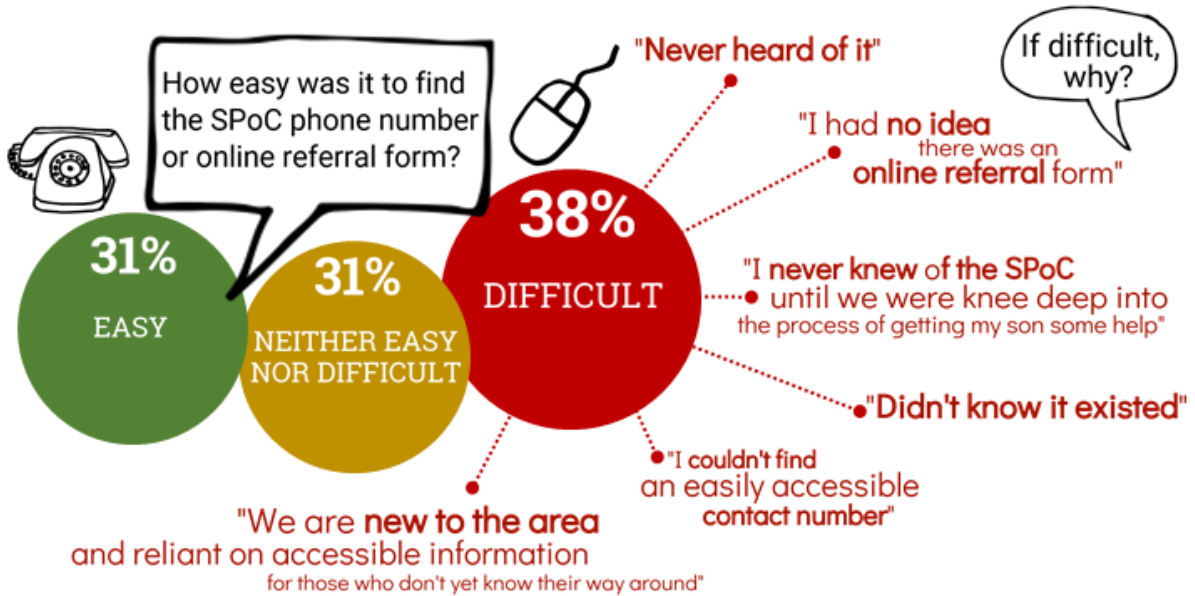 How easy was it to find
the SPoC phone number
or online referral form?
31%
EASY
31%
NEITHER EASY
NOR DIFFICULT
38%
DIFFICULT
If difficult,
why?
"Never heard of it"
"I had no idea
there was an
online referral form"
"I never knew of the SPoC
until we were knee deep into
the process of getting my son some help"
"Didn't know it existed"
"I couldn't find
an easily accessible
contact number"
"We are new to the area
and reliant on accessible information
for those who don't yet know their way around"